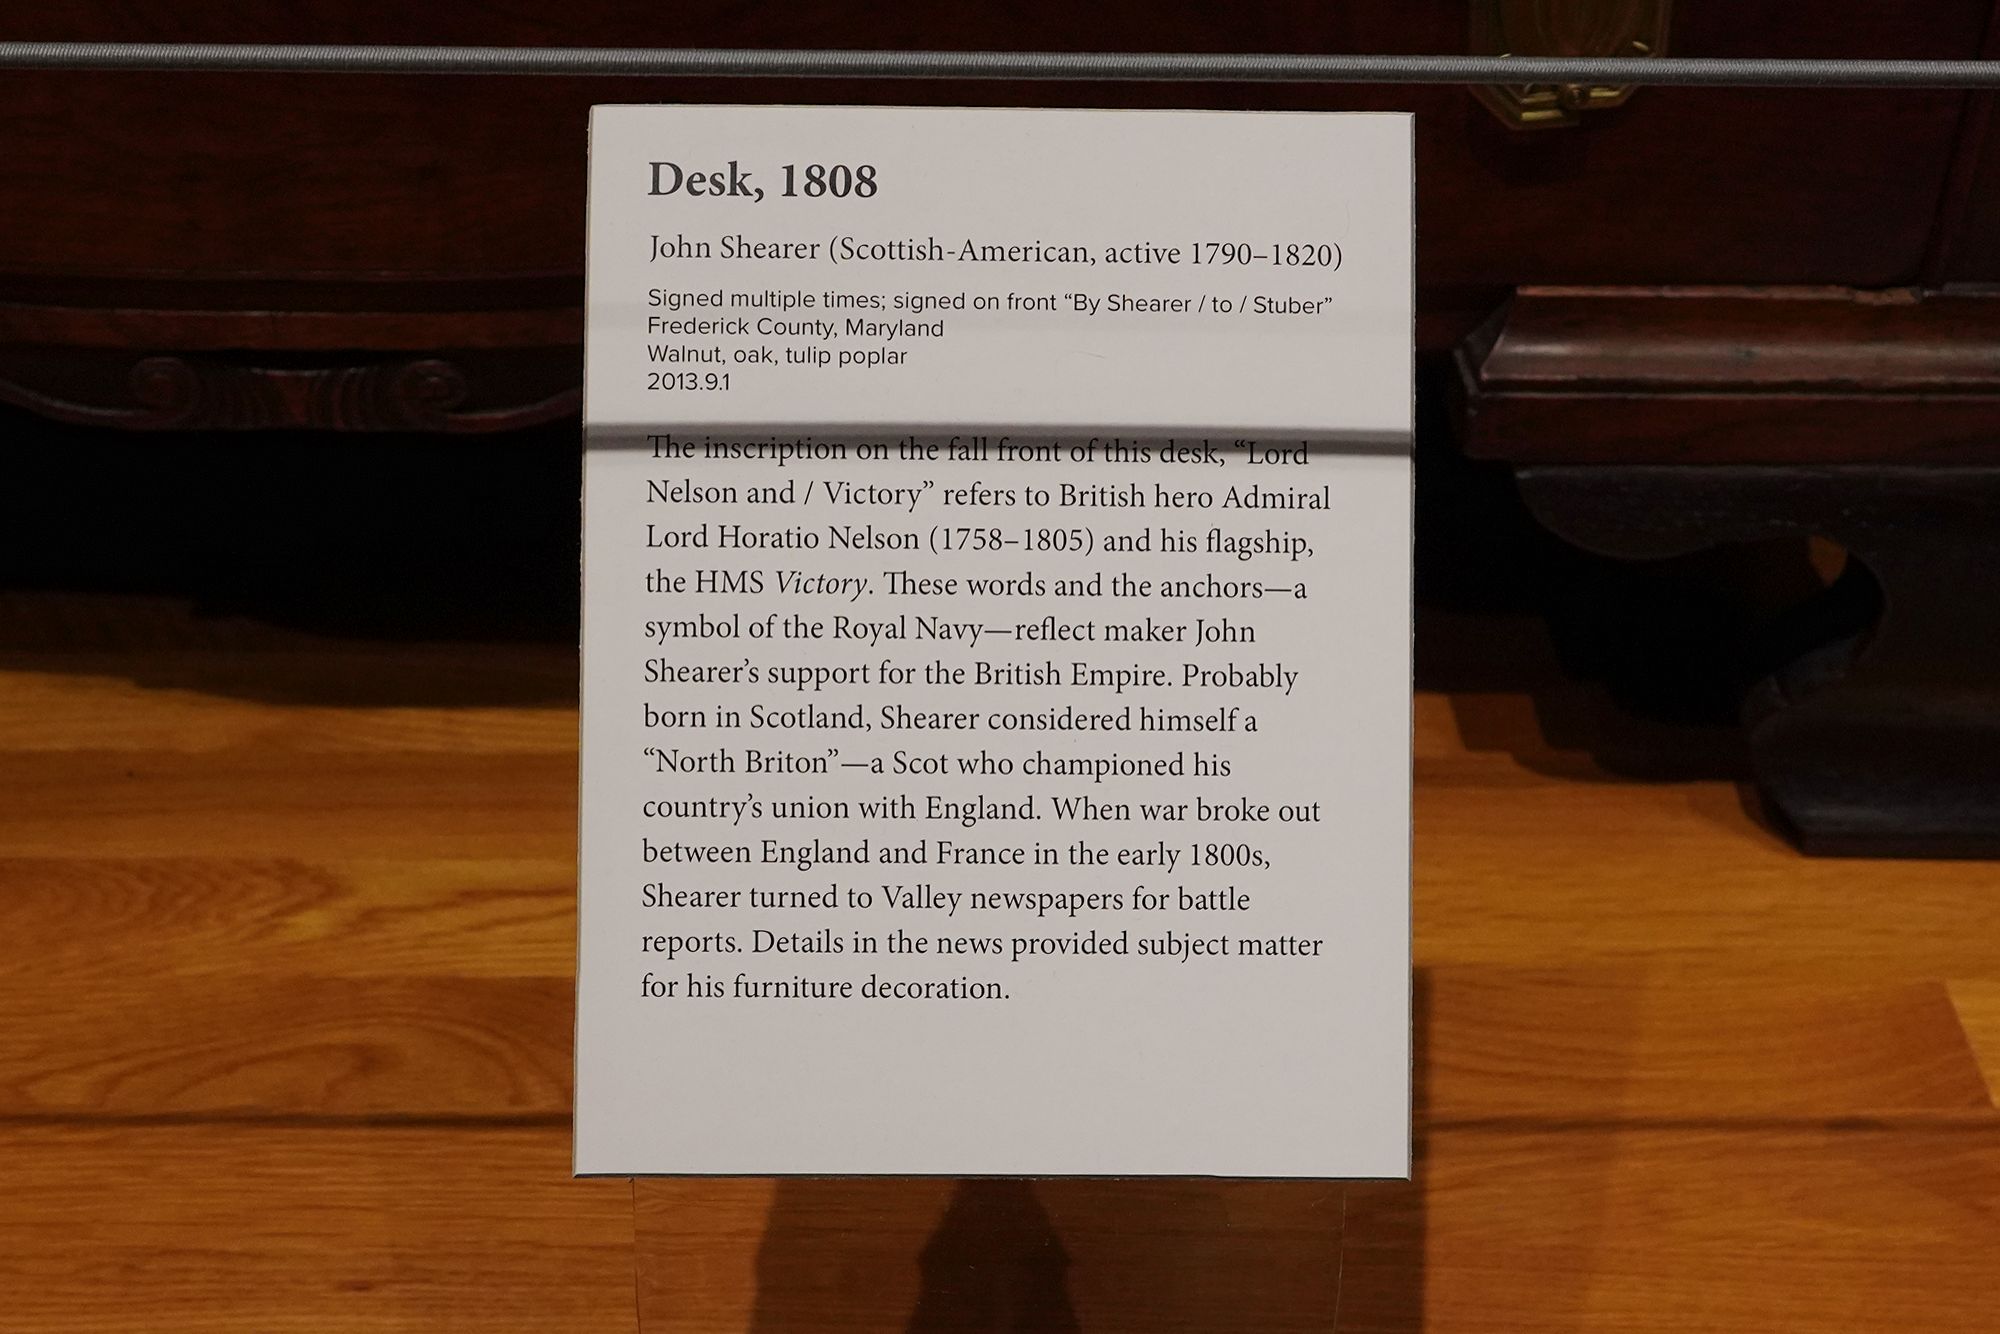 Desk, 1808
John Shearer (Scottish-American, active 1790–1820)
Signed multiple times; signed on front “By Shearer / to / Stuber”
Frederick County, Maryland
Walnut, oak, tulip poplar
2013.9.1
The inscription on the fall front of this desk, “Lord
Nelson and / Victory” refers to British hero Admiral
Lord Horatio Nelson (1758–1805) and his flagship,
the HMS Victory. These words and the anchors—a
symbol of the Royal Navy—reflect maker John
Shearer’s support for the British Empire. Probably
born in Scotland, Shearer considered himself a
“North Briton”—a Scot who championed his
country’s union with England. When war broke out
between England and France in the early 1800s,
Shearer turned to Valley newspapers for battle
reports. Details in the news provided subject matter
for his furniture decoration.